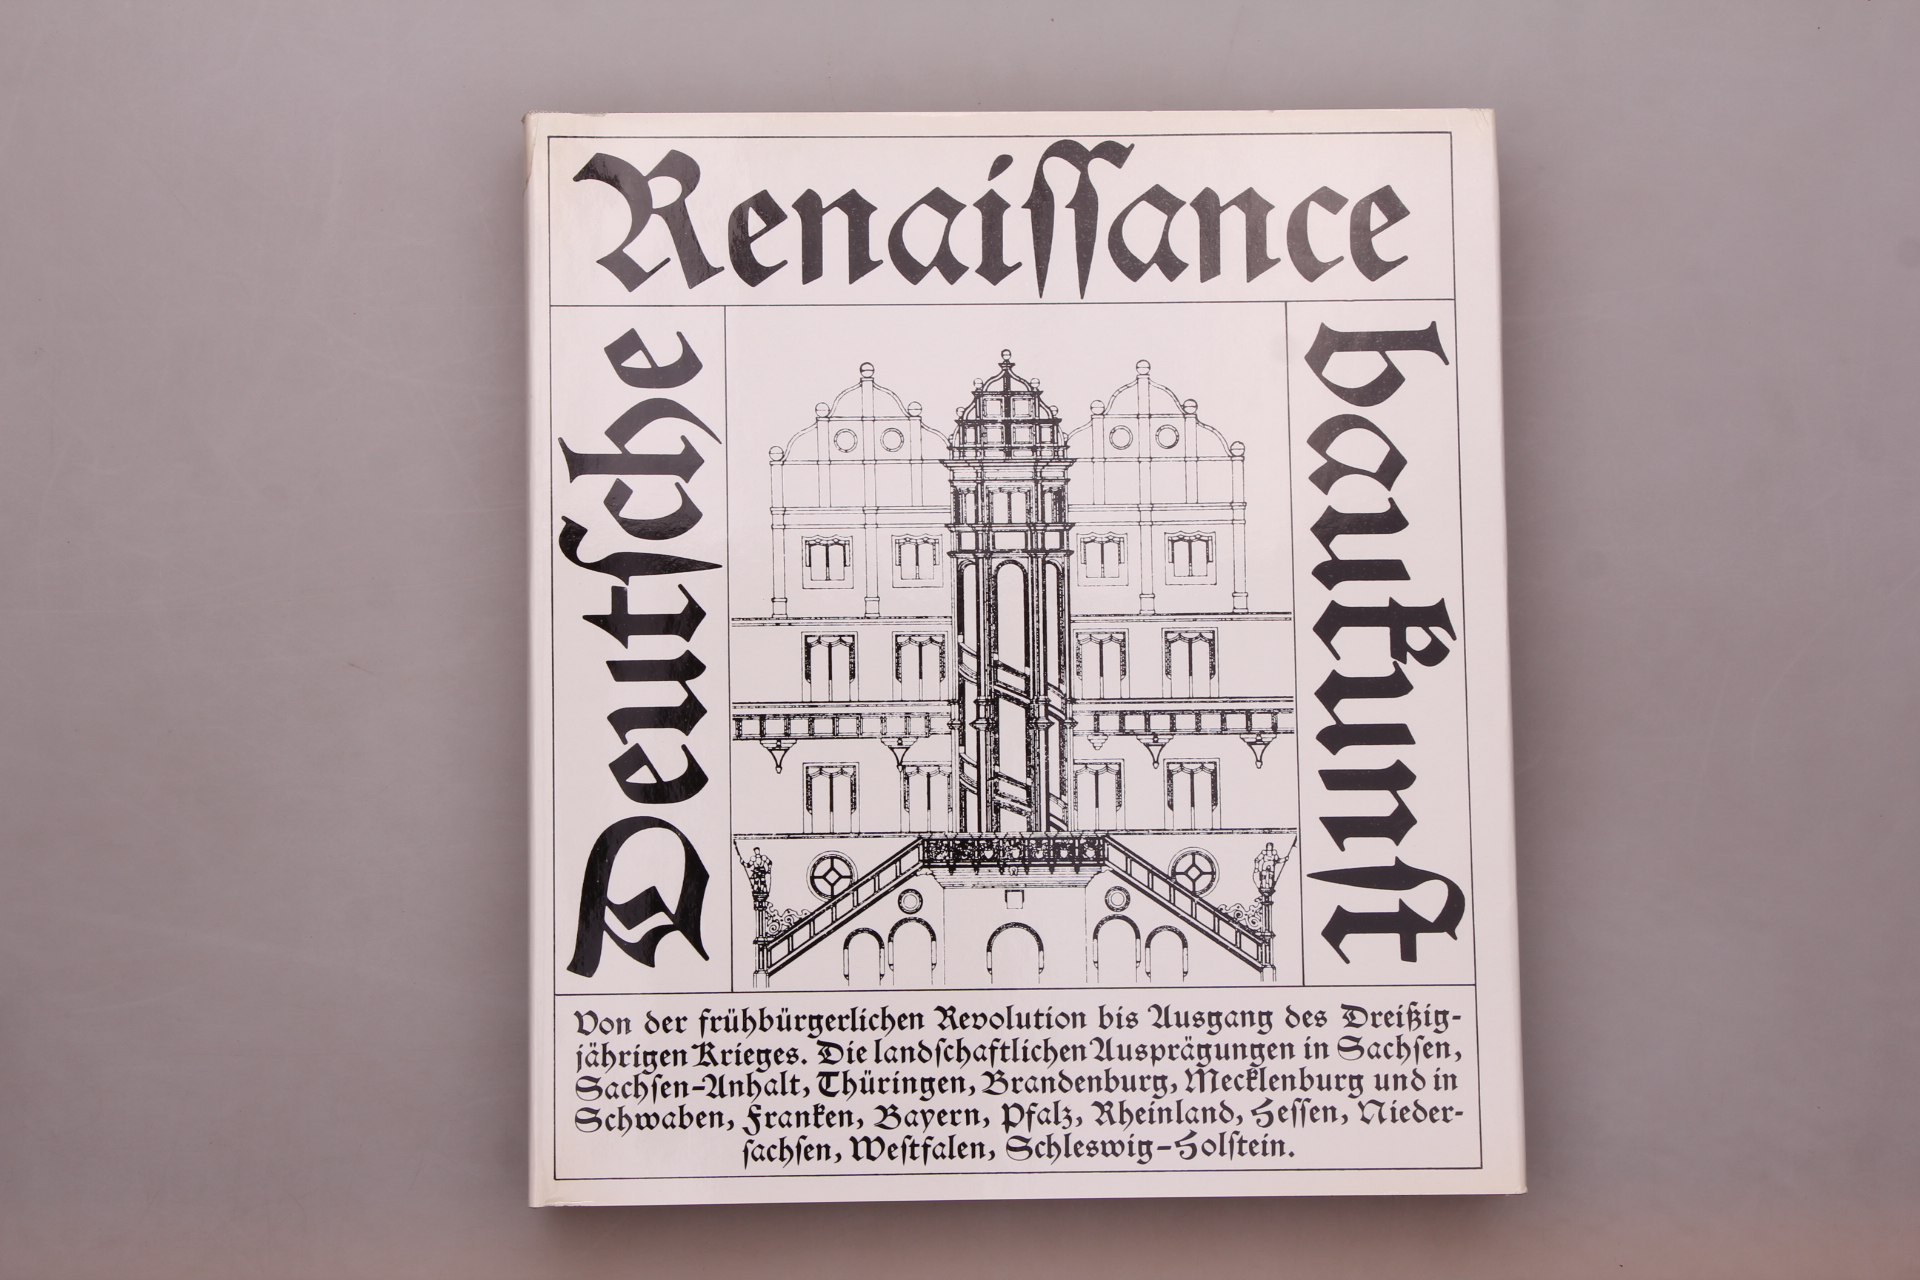 Deutſche
Renaiſſance
baukunſt
Von der frühbürgerlichen Revolution bis Ausgang des Dreißig-
jährigen Krieges. Die landſchaftlichen Ausprägungen in Sachſen,
Sachſen-Anhalt, Thüringen, Brandenburg, Mecklenburg und in
Schwaben, Franken, Bayern, Pfalz, Rheinland, Heſſen, Nieder-
ſachſen, Weſtfalen, Schleswig-Holſtein.